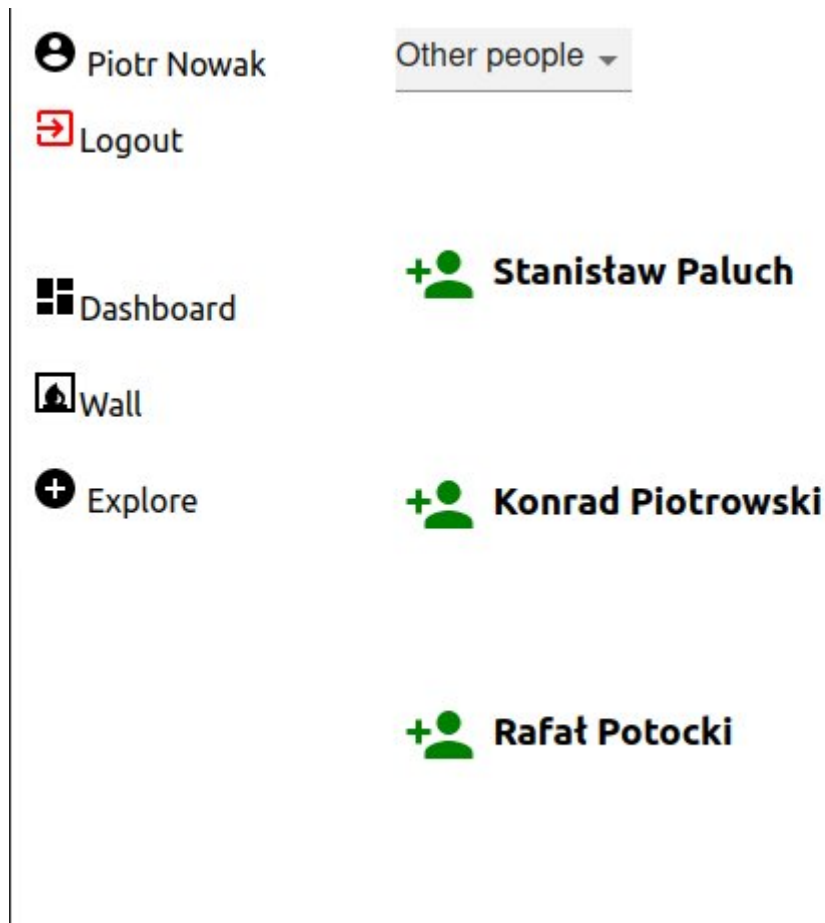 Piotr Nowak
Logout
Dashboard
Wall
Explore
Other people
Stanisław Paluch
Konrad Piotrowski
Rafał Potocki